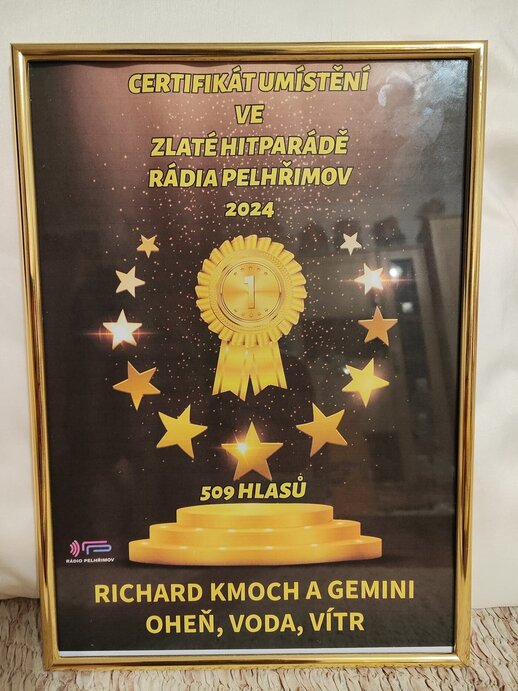 CERTIFIKÁT UMÍSTĚNÍ
VE
ZLATÉ HITPARÁDĚ
RÁDIA PELHŘIMOV
2024
1
509 HLASŮ
RÁDIO PELHŘIMOV
RICHARD KMOCH A GEMINI
OHEŇ, VODA, VÍTR